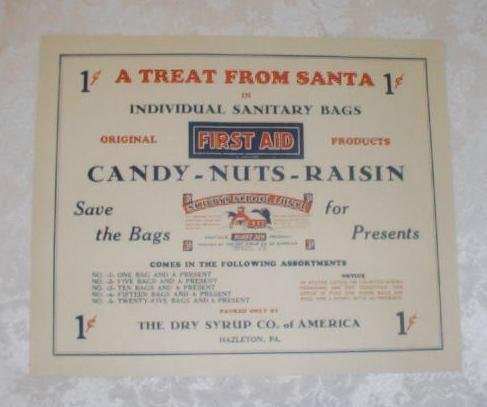 1¢ A TREAT FROM SANTA 1¢
IN
INDIVIDUAL SANITARY BAGS
ORIGINAL FIRST AID PRODUCTS
CANDY-NUTS-RAISIN
Save for
the Bags Presents
COMES IN THE FOLLOWING ASSORTMENTS
NO. -1- ONE BAG AND A PRESENT
NO. -2- FIVE BAGS AND A PRESENT
NO. -3- TEN BAGS AND A PRESENT
NO. -4- FIFTEEN BAGS AND A PRESENT
NO. -5- TWENTY-FIVE BAGS AND A PRESENT
NOTICE
PACKED ONLY BY
1¢ THE DRY SYRUP CO. of AMERICA 1¢
HAZLETON, PA.